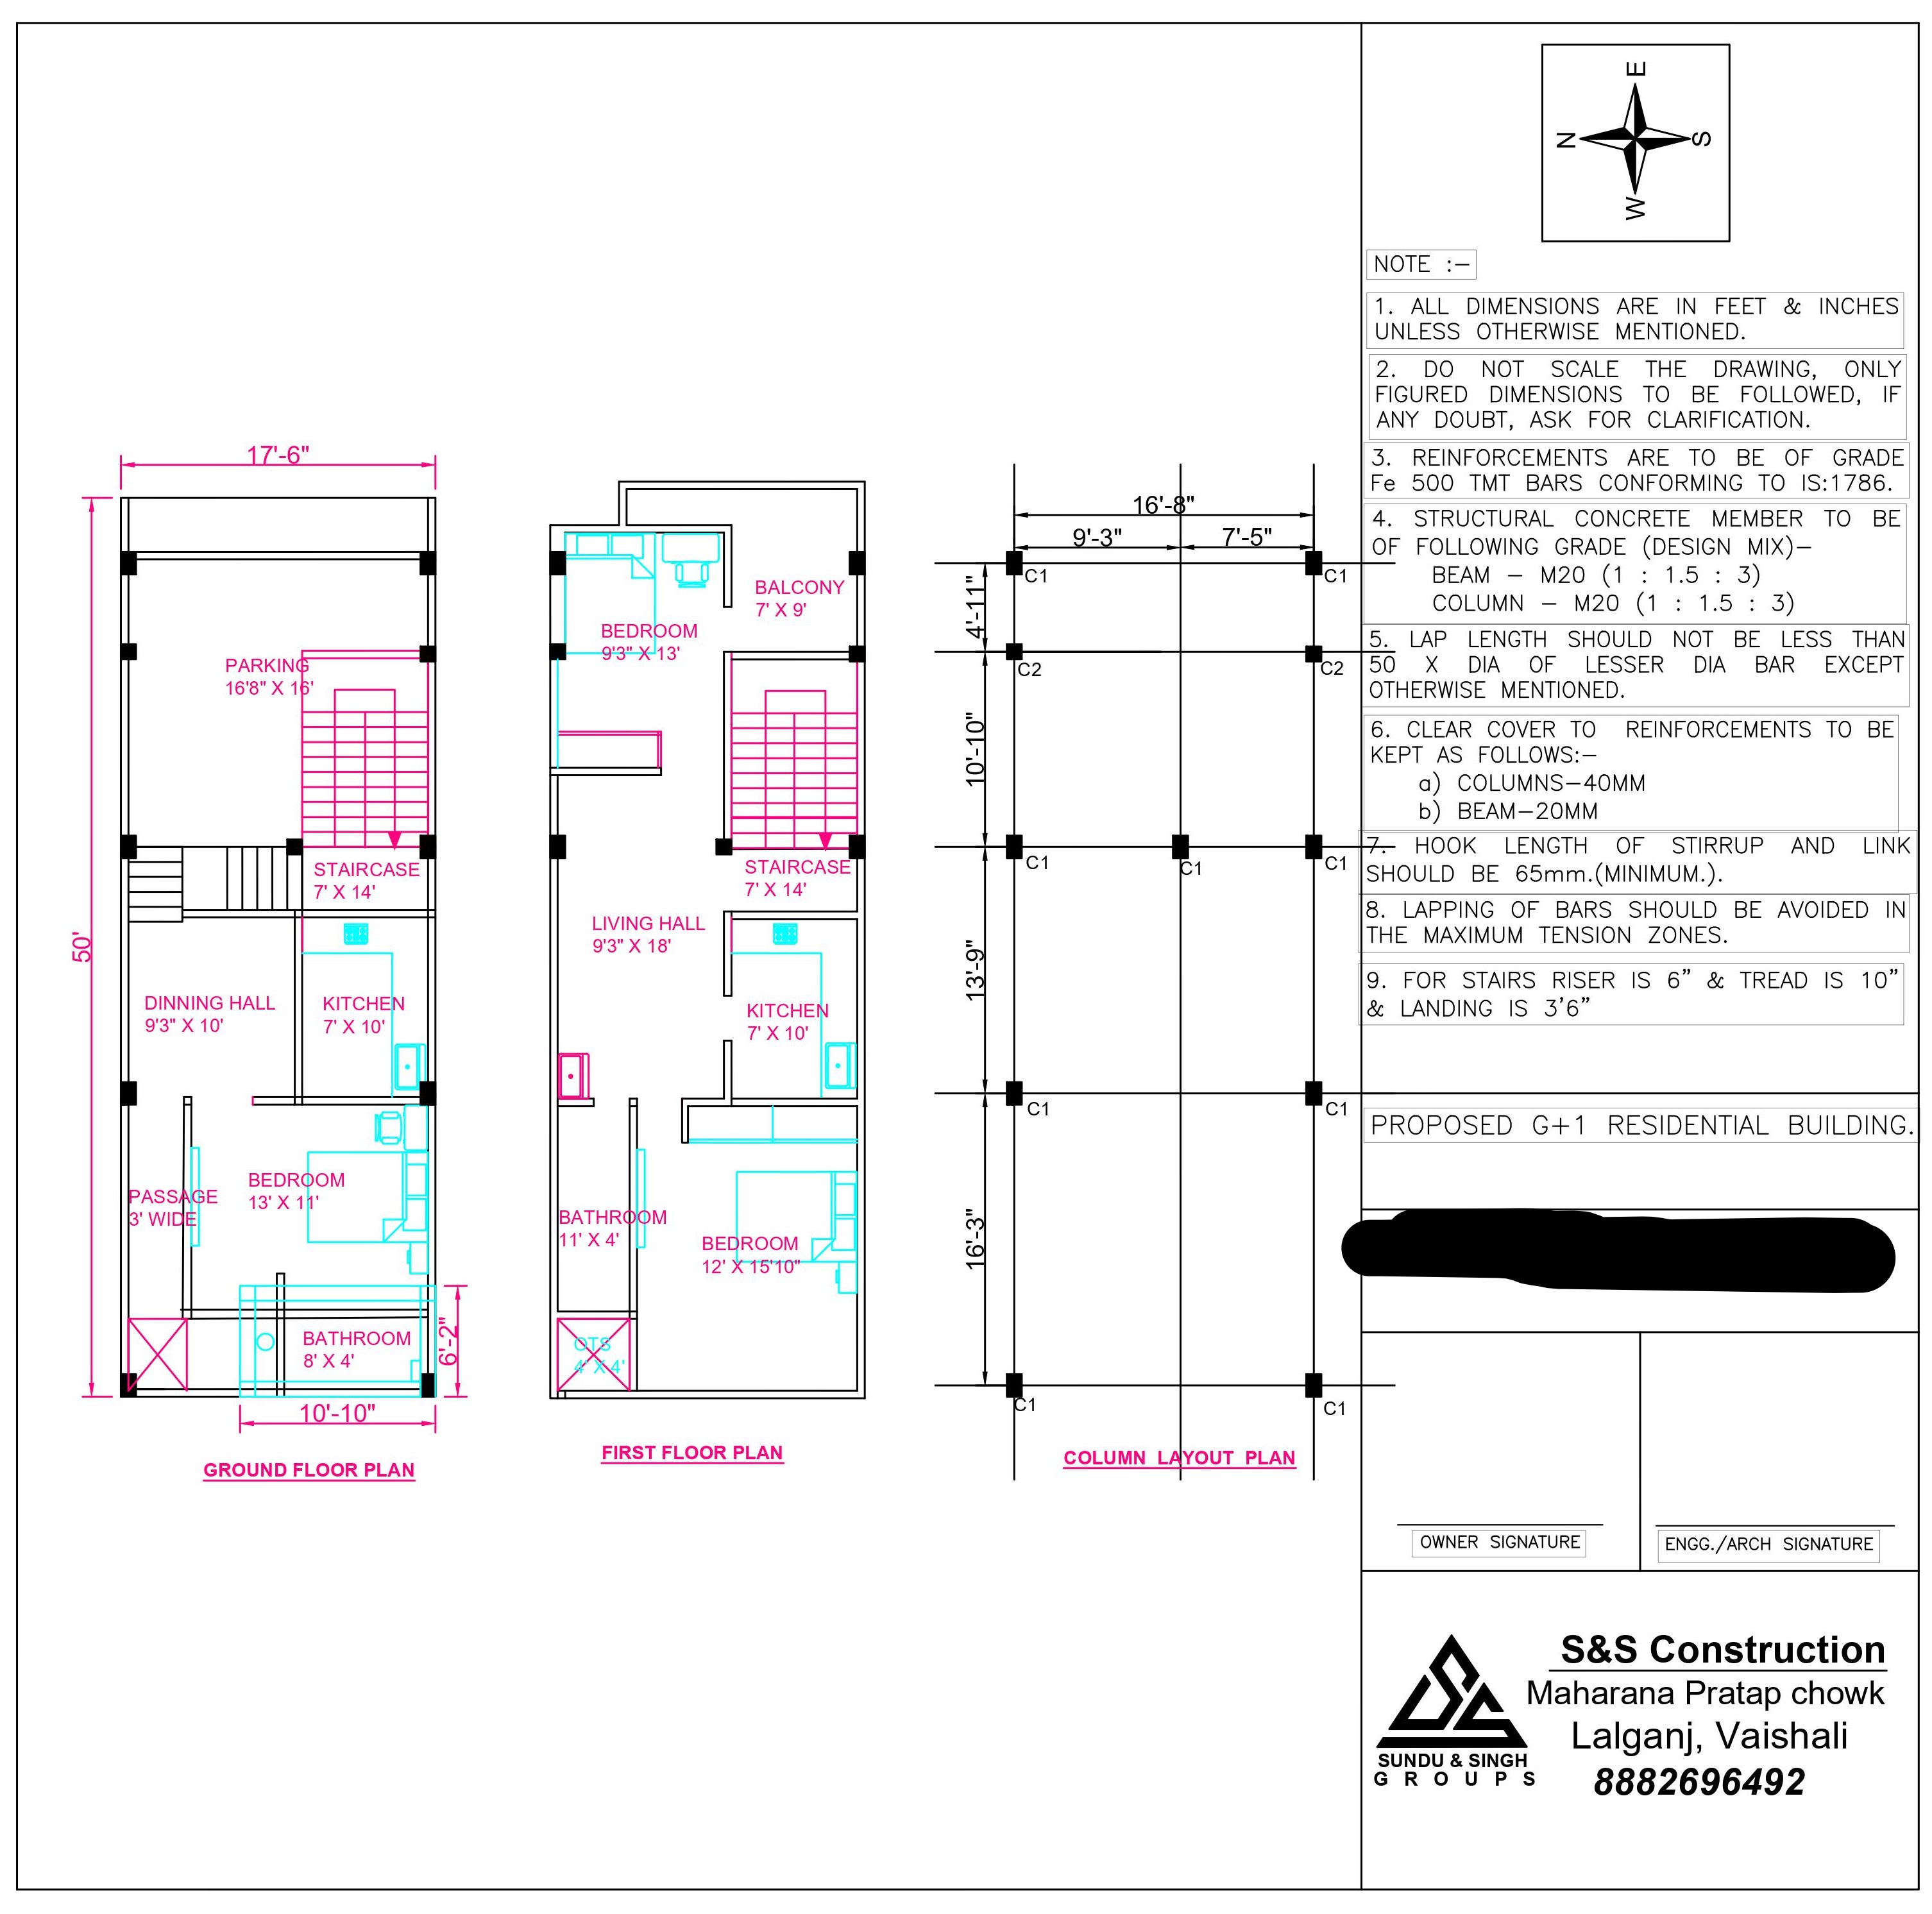 17'-6"
50'
PARKING
16'8" X 16'
STAIRCASE
7' X 14'
DINNING HALL
9'3" X 10'
KITCHEN
7' X 10'
PASSAGE
3' WIDE
BEDROOM
13' X 11'
BATHROOM
8' X 4'
6'-2"
10'-10"
GROUND FLOOR PLAN
BALCONY
7' X 9'
BEDROOM
9'3" X 13'
STAIRCASE
7' X 14'
LIVING HALL
9'3" X 18'
KITCHEN
7' X 10'
BATHROOM
11' X 4'
BEDROOM
12' X 15'10"
OTS
4' X 4'
FIRST FLOOR PLAN
16'-8"
9'-3"
7'-5"
C1
C1
4'-11"
C2
C2
10'-10"
C1
C1
C1
13'-9"
C1
C1
16'-3"
C1
C1
COLUMN LAYOUT PLAN
E
N
S
W
NOTE :-
1. ALL DIMENSIONS ARE IN FEET & INCHES
UNLESS OTHERWISE MENTIONED.
2. DO NOT SCALE THE DRAWING, ONLY
FIGURED DIMENSIONS TO BE FOLLOWED, IF
ANY DOUBT, ASK FOR CLARIFICATION.
3. REINFORCEMENTS ARE TO BE OF GRADE
Fe 500 TMT BARS CONFORMING TO IS:1786.
4. STRUCTURAL CONCRETE MEMBER TO BE
OF FOLLOWING GRADE (DESIGN MIX)-
BEAM - M20 (1 : 1.5 : 3)
COLUMN - M20 (1 : 1.5 : 3)
5. LAP LENGTH SHOULD NOT BE LESS THAN
50 X DIA OF LESSER DIA BAR EXCEPT
OTHERWISE MENTIONED.
6. CLEAR COVER TO REINFORCEMENTS TO BE
KEPT AS FOLLOWS:-
a) COLUMNS-40MM
b) BEAM-20MM
7. HOOK LENGTH OF STIRRUP AND LINK
SHOULD BE 65mm.(MINIMUM.).
8. LAPPING OF BARS SHOULD BE AVOIDED IN
THE MAXIMUM TENSION ZONES.
9. FOR STAIRS RISER IS 6" & TREAD IS 10"
& LANDING IS 3'6"
PROPOSED G+1 RESIDENTIAL BUILDING.
OWNER SIGNATURE
ENGG./ARCH SIGNATURE
SUNDU & SINGH
GROUPS
S&S Construction
Maharana Pratap chowk
Lalganj, Vaishali
8882696492